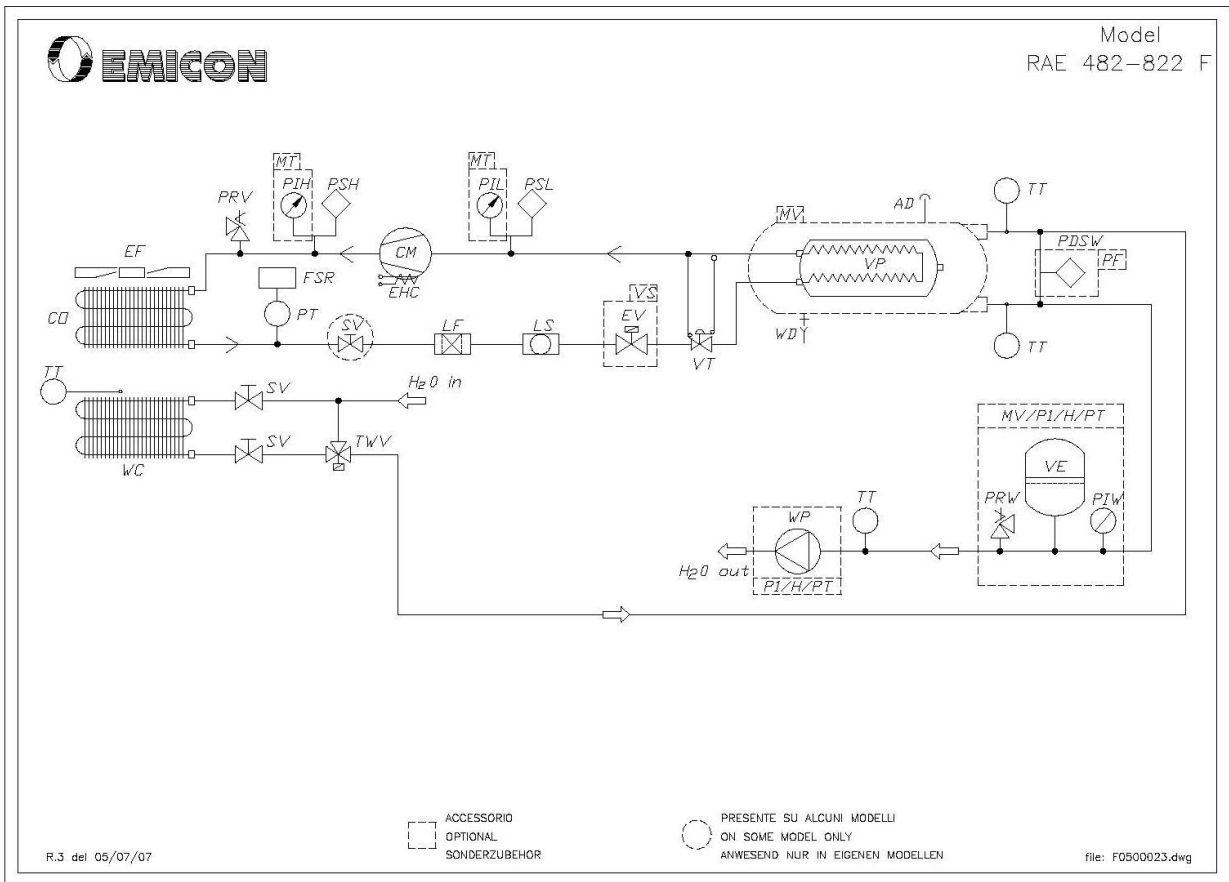 EMICON
Model
RAE 482-822 F
MT
PIH
PSH
PRV
MT
PIL
PSL
CM
EHC
EF
CO
FSR
PT
SV
LF
LS
VS
EV
VT
MV
VP
AD
WD
TT
PDSW
PF
TT
TT
SV
H2O in
SV
TWV
WC
MV/P1/H/PT
VE
PRW
PIW
TT
WP
P1/H/PT
H2O out
ACCESSORIO
OPTIONAL
SONDERZUBEHOR
PRESENTE SU ALCUNI MODELLI
ON SOME MODEL ONLY
ANWESEND NUR IN EIGENEN MODELLEN
R.3 del 05/07/07
file: F0500023.dwg